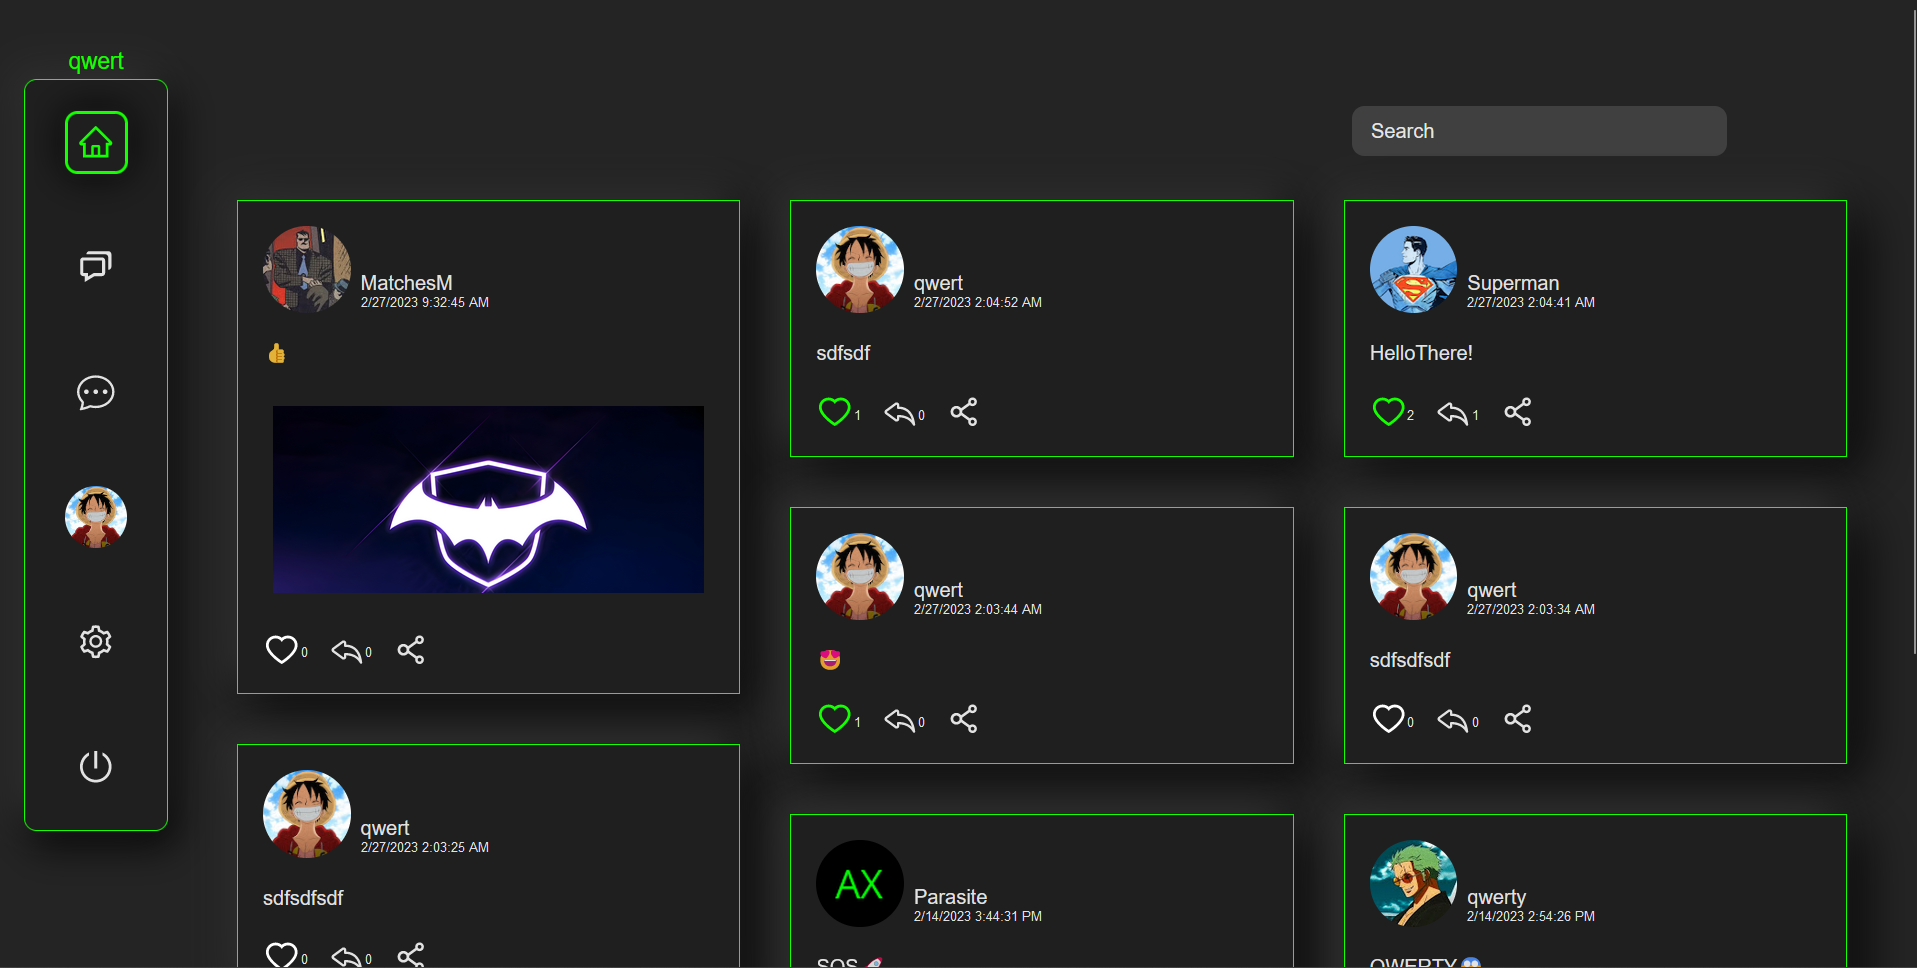 qwert
Search
MatchesM
2/27/2023 9:32:45 AM
👍
0 0
qwert
2/27/2023 2:04:52 AM
sdfsdf
1 0
Superman
2/27/2023 2:04:41 AM
HelloThere!
2 1
qwert
2/27/2023 2:03:44 AM
🤩
1 0
qwert
2/27/2023 2:03:34 AM
sdfsdfsdf
0 0
qwert
2/27/2023 2:03:25 AM
sdfsdfsdf
0 0
AX
Parasite
2/14/2023 3:44:31 PM
SOS 🚀
qwerty
2/14/2023 2:54:26 PM
QWERTY😱